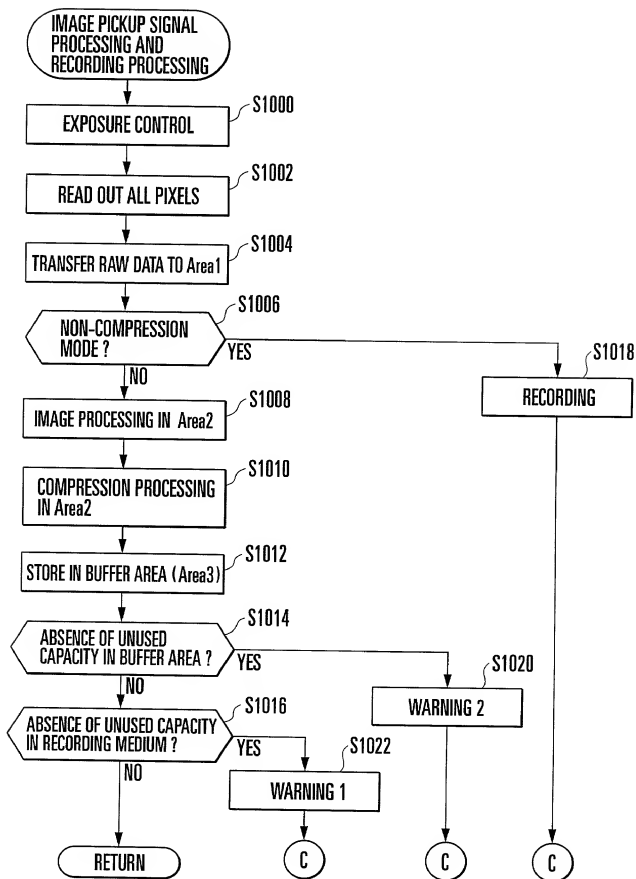 IMAGE PICKUP SIGNAL
PROCESSING AND
RECORDING PROCESSING
S1000
EXPOSURE CONTROL
S1002
READ OUT ALL PIXELS
S1004
TRANSFER RAW DATA TO Area1
S1006
NON-COMPRESSION
MODE ?
YES
NO
S1018
RECORDING
S1008
IMAGE PROCESSING IN Area2
S1010
COMPRESSION PROCESSING
IN Area2
S1012
STORE IN BUFFER AREA (Area3)
S1014
ABSENCE OF UNUSED
CAPACITY IN BUFFER AREA ?
YES
NO
S1020
WARNING 2
S1016
ABSENCE OF UNUSED CAPACITY
IN RECORDING MEDIUM ?
YES
NO
S1022
WARNING 1
RETURN
C
C
C